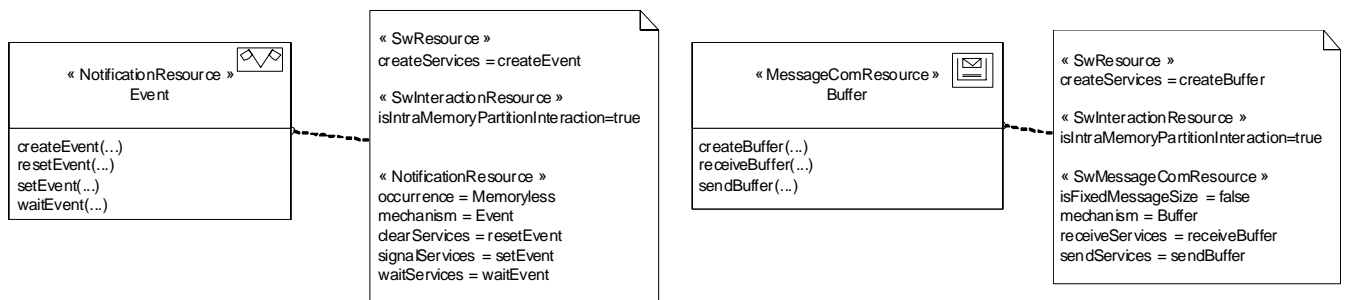 « NotificationResource »
Event
createEvent(...)
resetEvent(...)
setEvent(...)
waitEvent(...)
« SwResource »
createServices = createEvent
« SwInteractionResource »
isIntraMemoryPartitionInteraction=true
« NotificationResource »
occurrence = Memoryless
mechanism = Event
clearServices = resetEvent
signalServices = setEvent
waitServices = waitEvent
« MessageComResource »
Buffer
createBuffer(...)
receiveBuffer(...)
sendBuffer(...)
« SwResource »
createServices = createBuffer
« SwInteractionResource »
isIntraMemoryPartitionInteraction=true
« SwMessageComResource »
isFixedMessageSize = false
mechanism = Buffer
receiveServices = receiveBuffer
sendServices = sendBuffer